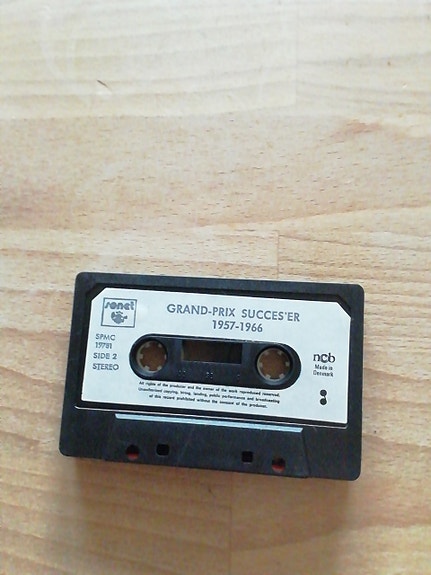 sonet
GRAND-PRIX SUCCES'ER
1957-1966
SPMC
19781
SIDE 2
STEREO
ncb
Made in
Denmark
All rights of the producer and the owner of the work reproduced reserved.
Unauthorized copying, hiring, lending, public performance and broadcasting
of this record prohibited without the consent of the producer.